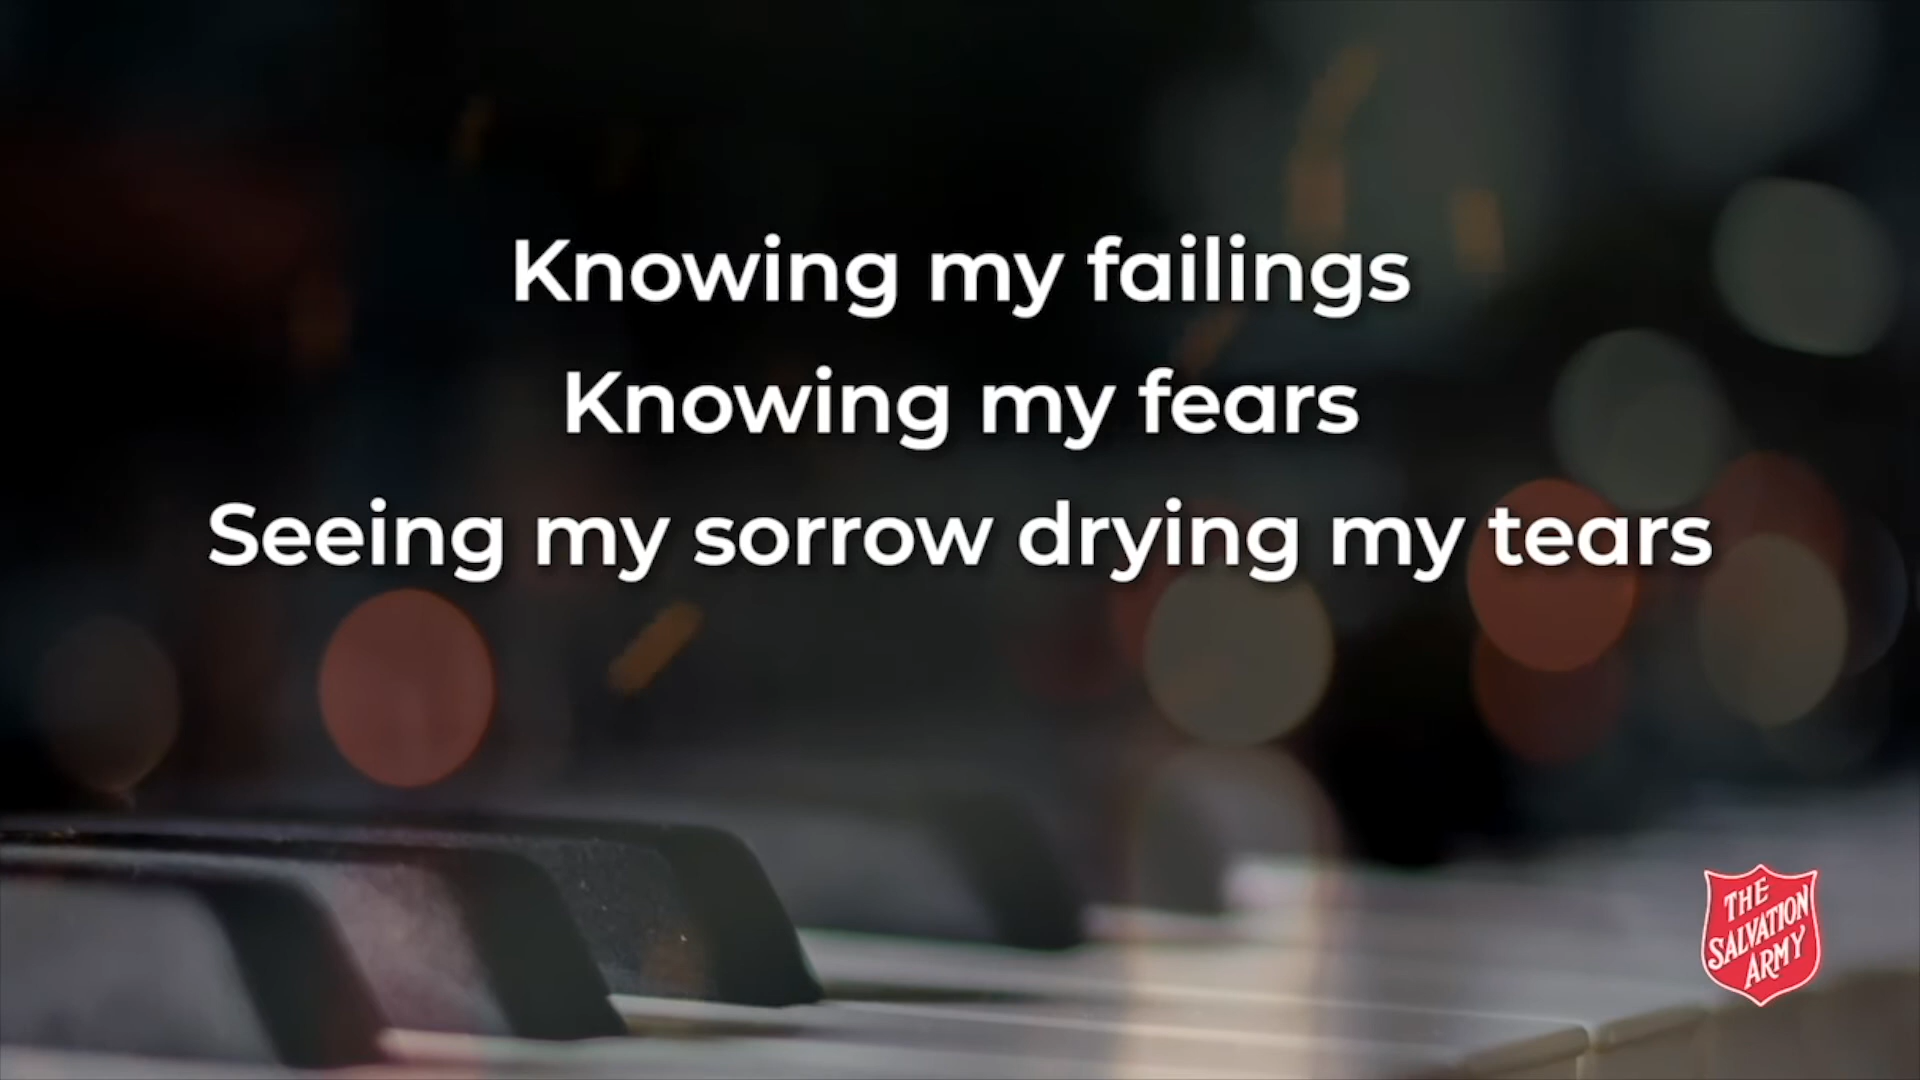 Knowing my failings
Knowing my fears
Seeing my sorrow drying my tears
THE
SALVATION
ARMY